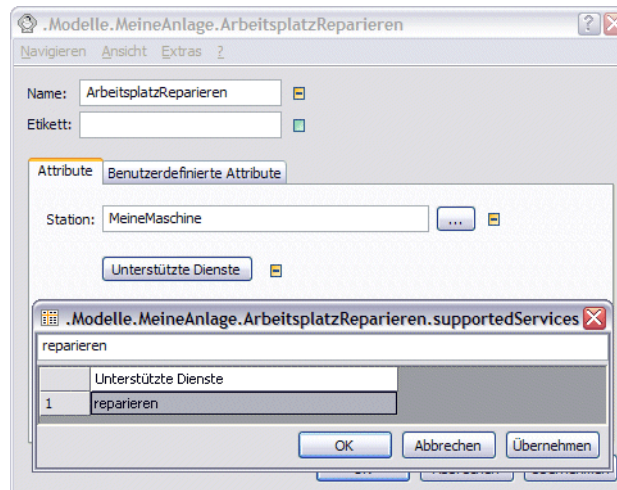 .Modelle.MeineAnlage.ArbeitsplatzReparieren
Navigieren Ansicht Extras ?
Name: ArbeitsplatzReparieren
Etikett:
Attribute Benutzerdefinierte Attribute
Station: MeineMaschine ...
Unterstützte Dienste
.Modelle.MeineAnlage.ArbeitsplatzReparieren.supportedServices
reparieren
Unterstützte Dienste
1 reparieren
OK Abbrechen Übernehmen